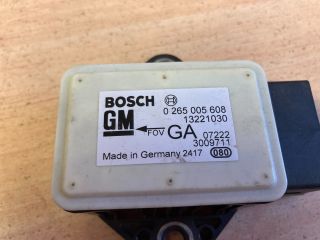 BOSCH 0 265 005 608
GM 13221030
FOV GA 07222
3009711
Made in Germany 2417 080